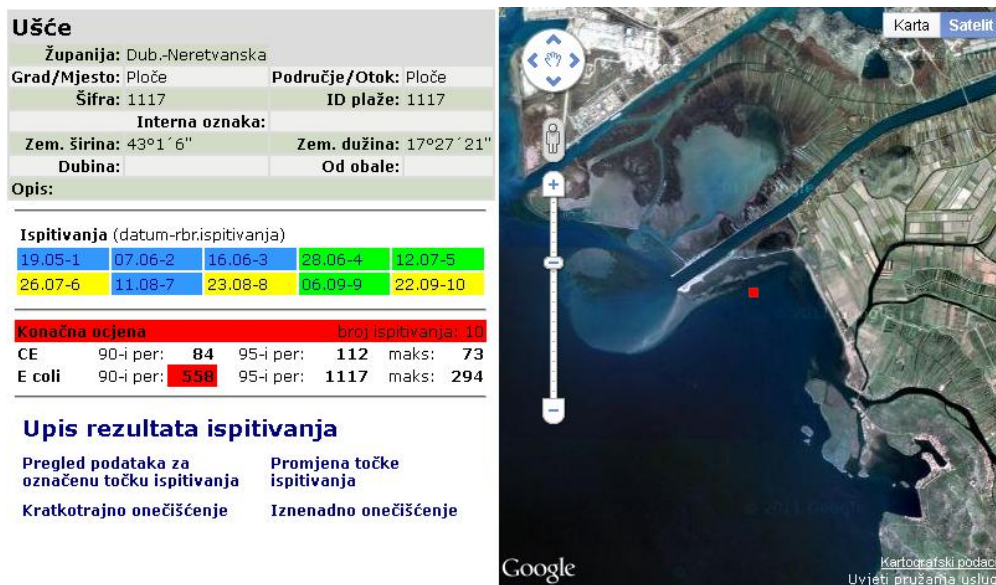 Ušće
Županija: Dub.-Neretvanska
Grad/Mjesto: Ploče Područje/Otok: Ploče
Šifra: 1117 ID plaže: 1117
Interna oznaka:
Zem. širina: 43°1´6" Zem. dužina: 17°27´21"
Dubina: Od obale:
Opis:
Ispitivanja (datum-rbr.ispitivanja)
19.05-1 07.06-2 16.06-3 28.06-4 12.07-5
26.07-6 11.08-7 23.08-8 06.09-9 22.09-10
Konačna ocjena broj ispitivanja: 10
CE 90-i per: 84 95-i per: 112 maks: 73
E coli 90-i per: 558 95-i per: 1117 maks: 294
Upis rezultata ispitivanja
Pregled podataka za označenu točku ispitivanja
Promjena točke ispitivanja
Kratkotrajno onečišćenje Iznenadno onečišćenje
Karta Satelit
© 2011 Google
Google
Kartografski podaci
Uvjeti pružanja uslu